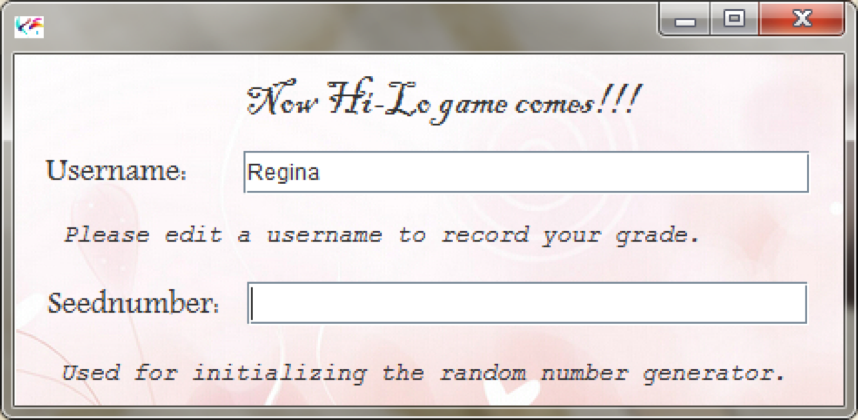 Now Hi-Lo game comes!!!
Username: Regina
Please edit a username to record your grade.
Seednumber:
Used for initializing the random number generator.